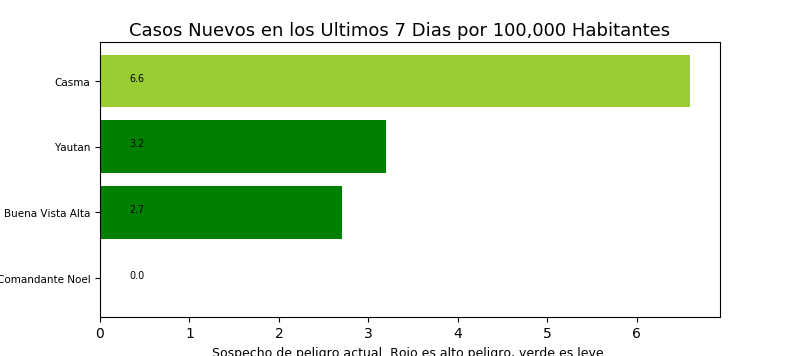 Casos Nuevos en los Ultimos 7 Dias por 100,000 Habitantes
Casma 6.6
Yautan 3.2
Buena Vista Alta 2.7
Comandante Noel 0.0
0 1 2 3 4 5 6
Sospecho de peligro actual. Rojo es alto peligro, verde es leve